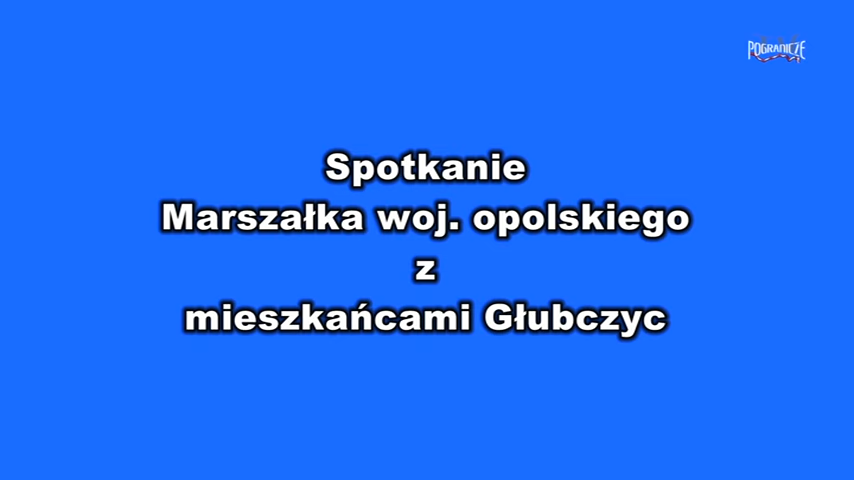 POGRANICZE
Spotkanie
Marszałka woj. opolskiego
z
mieszkańcami Głubczyc